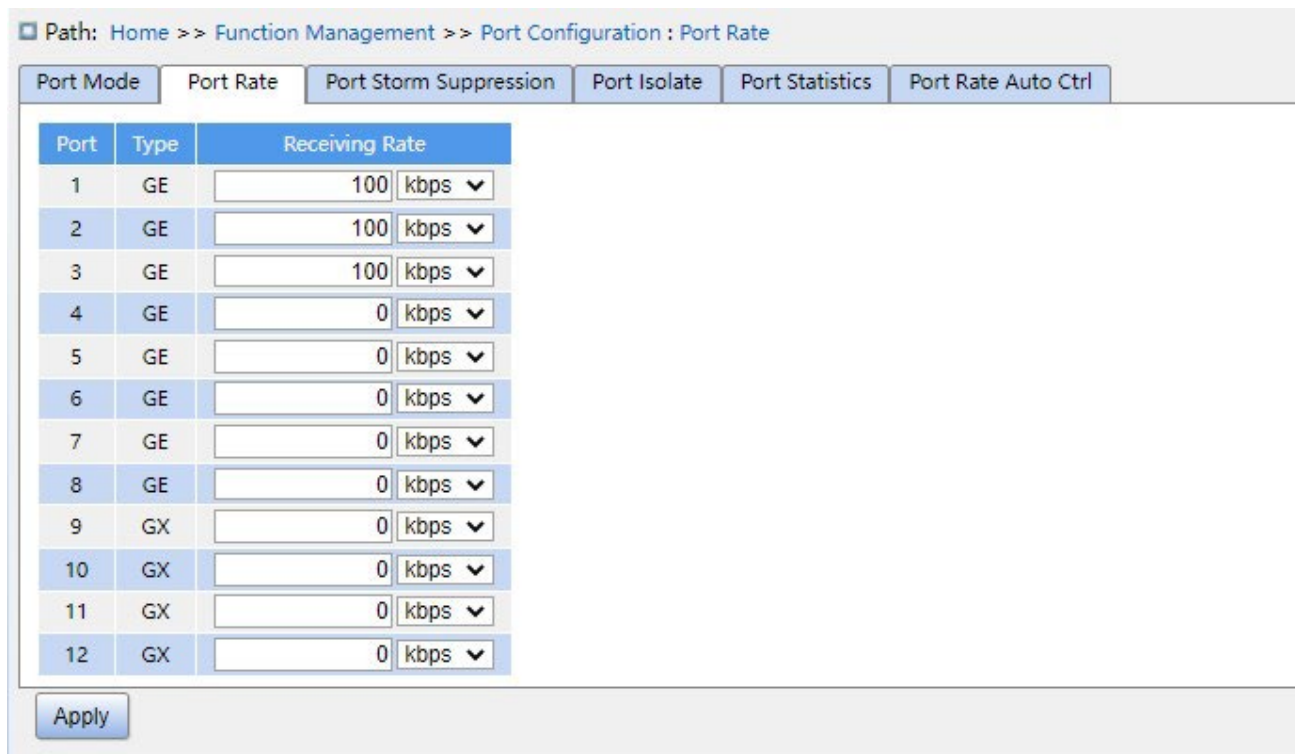 Path: Home >> Function Management >> Port Configuration : Port Rate
Port Mode Port Rate Port Storm Suppression Port Isolate Port Statistics Port Rate Auto Ctrl
Port Type Receiving Rate
1 GE 100 kbps
2 GE 100 kbps
3 GE 100 kbps
4 GE 0 kbps
5 GE 0 kbps
6 GE 0 kbps
7 GE 0 kbps
8 GE 0 kbps
9 GX 0 kbps
10 GX 0 kbps
11 GX 0 kbps
12 GX 0 kbps
Apply